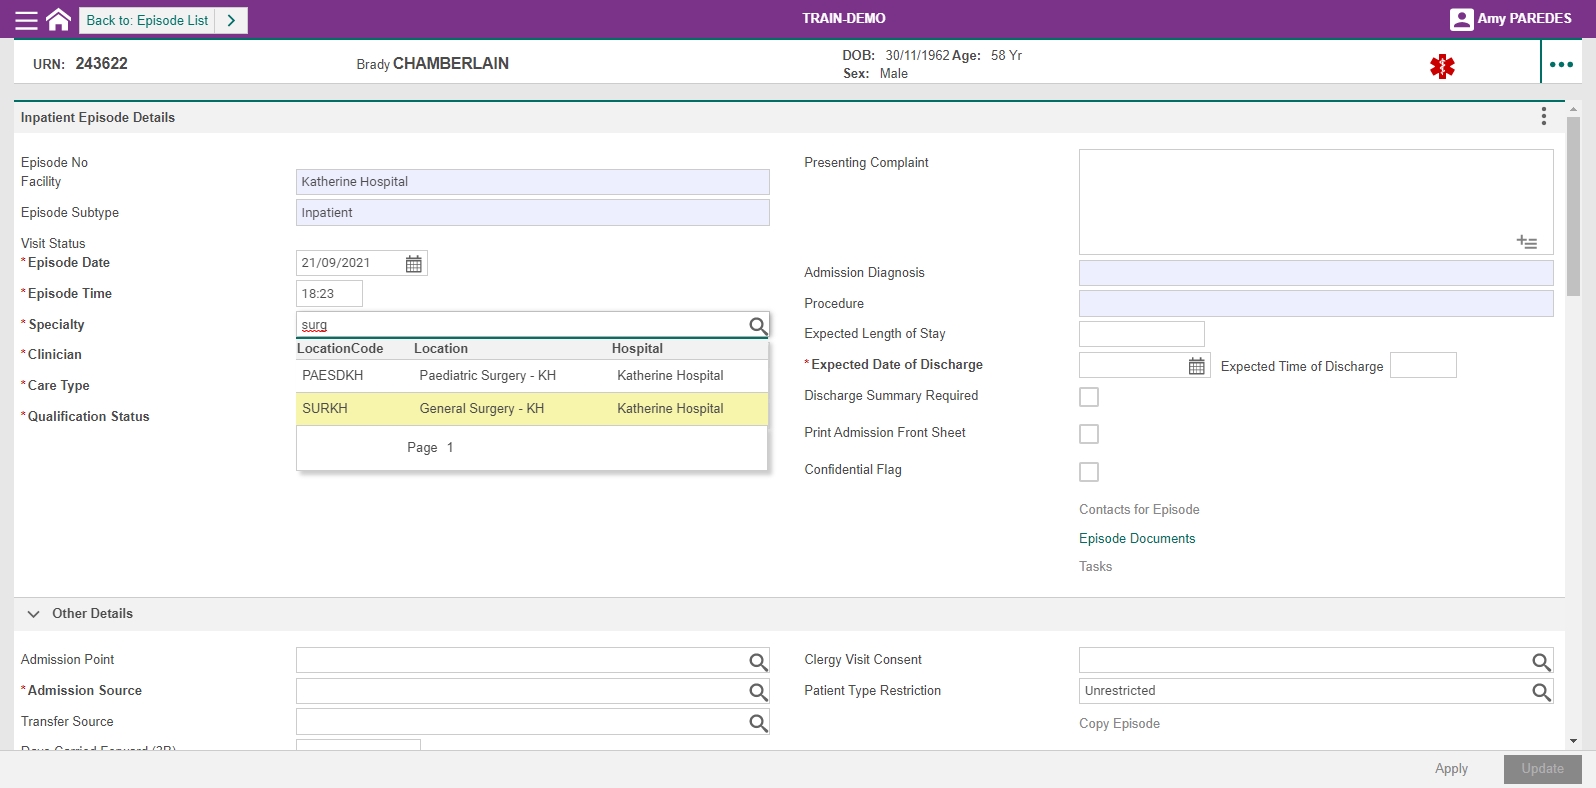 Back to: Episode List
TRAIN-DEMO
Amy PAREDES
URN: 243622
Brady CHAMBERLAIN
DOB: 30/11/1962 Age: 58 Yr
Sex: Male
Inpatient Episode Details
Episode No
Facility
Katherine Hospital
Episode Subtype
Inpatient
Visit Status
*Episode Date
21/09/2021
*Episode Time
18:23
*Specialty
surg
LocationCode Location Hospital
PAESDKH Paediatric Surgery - KH Katherine Hospital
SURKH General Surgery - KH Katherine Hospital
Page 1
*Clinician
*Care Type
*Qualification Status
Presenting Complaint
Admission Diagnosis
Procedure
Expected Length of Stay
*Expected Date of Discharge
Expected Time of Discharge
Discharge Summary Required
Print Admission Front Sheet
Confidential Flag
Contacts for Episode
Episode Documents
Tasks
Other Details
Admission Point
*Admission Source
Transfer Source
Days Carried Forward (2B)
Clergy Visit Consent
Patient Type Restriction
Unrestricted
Copy Episode
Apply
Update